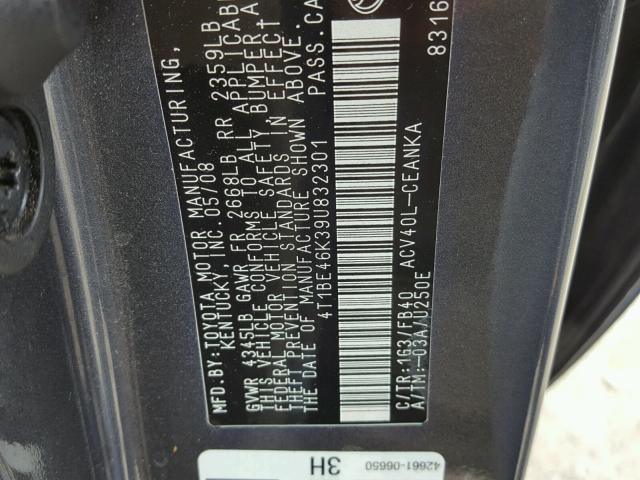 MFD.BY: TOYOTA MOTOR MANUFACTURING,
KENTUCKY, INC. 05/08
GVWR 4345LB GAWR FR 2668LB RR 2359LB
THIS VEHICLE CONFORMS TO ALL APPLICABL
FEDERAL MOTOR VEHICLE SAFETY, BUMPER, A
THEFT PREVENTION STANDARDS IN EFFECT
THE DATE OF MANUFACTURE SHOWN ABOVE.
4T1BE46K39U832301 PASS.CA
C/TR:1G3/FB40 ACV40L-CEANKA
A/TM:-03A/U250E 8316
3H
42661-06650